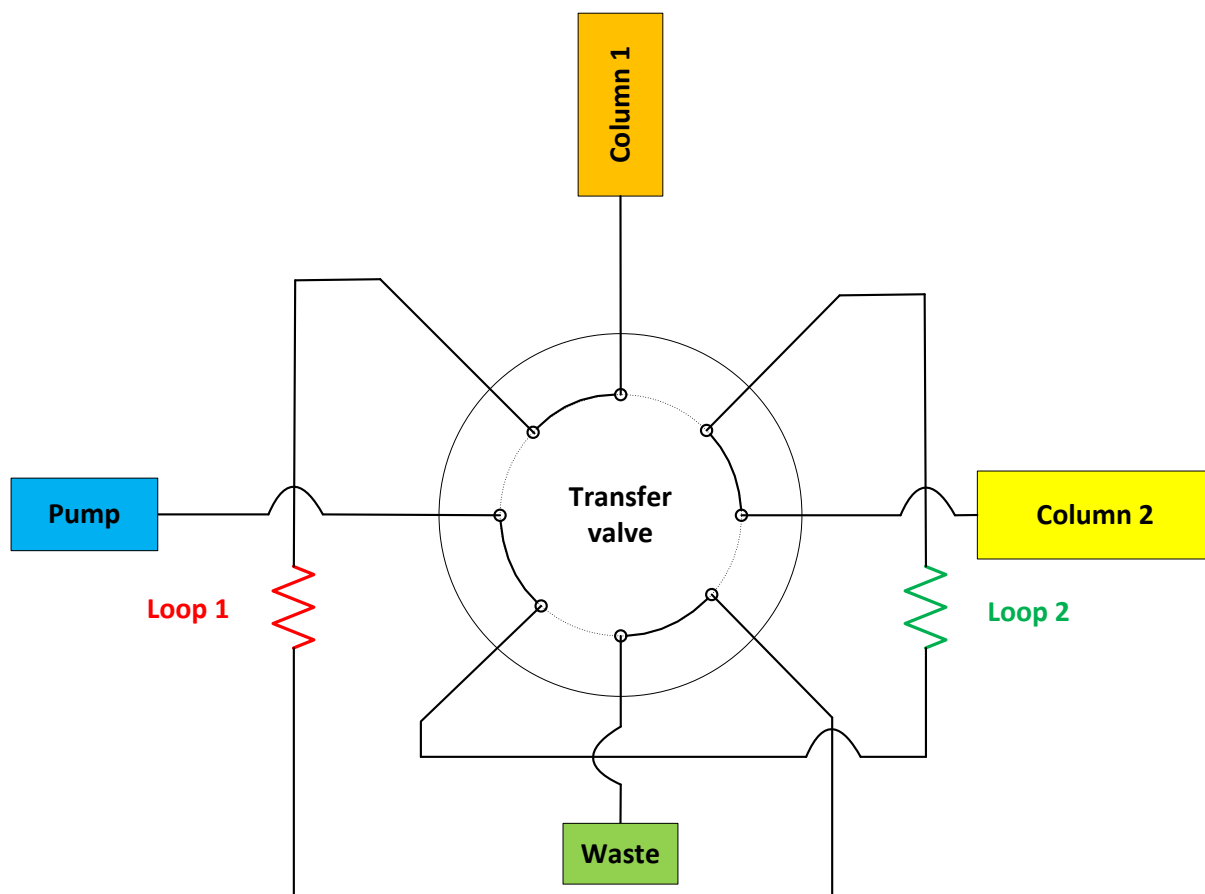 Column 1
Pump
Transfer
valve
Column 2
Loop 1
Loop 2
Waste